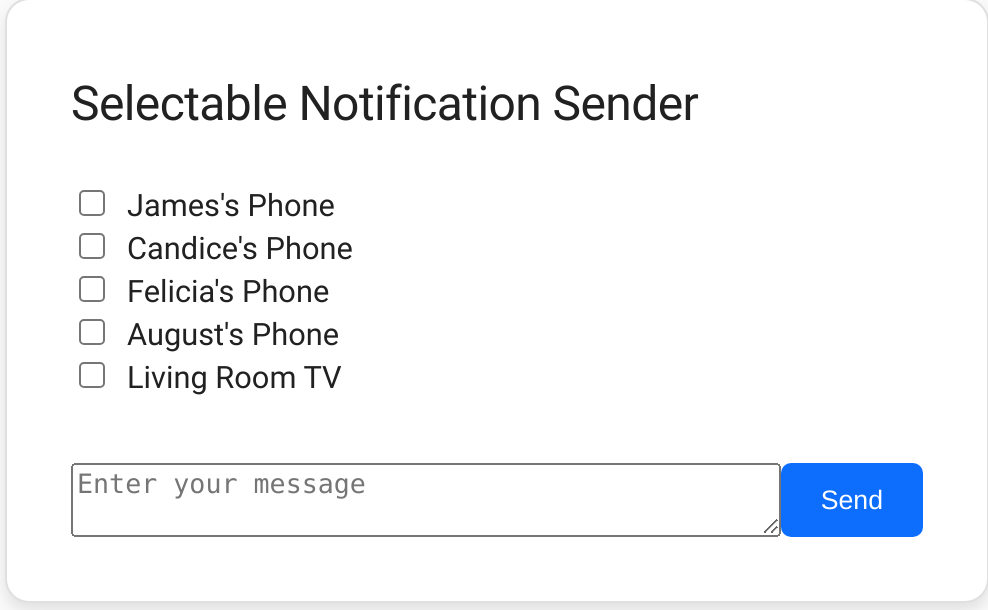 Selectable Notification Sender
James's Phone
Candice's Phone
Felicia's Phone
August's Phone
Living Room TV
Enter your message
Send